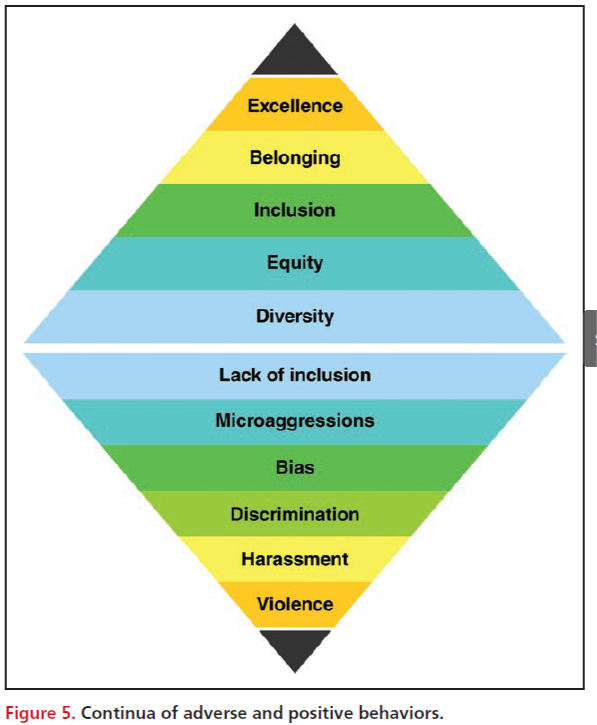 Excellence
Belonging
Inclusion
Equity
Diversity
Lack of inclusion
Microaggressions
Bias
Discrimination
Harassment
Violence
Figure 5. Continua of adverse and positive behaviors.